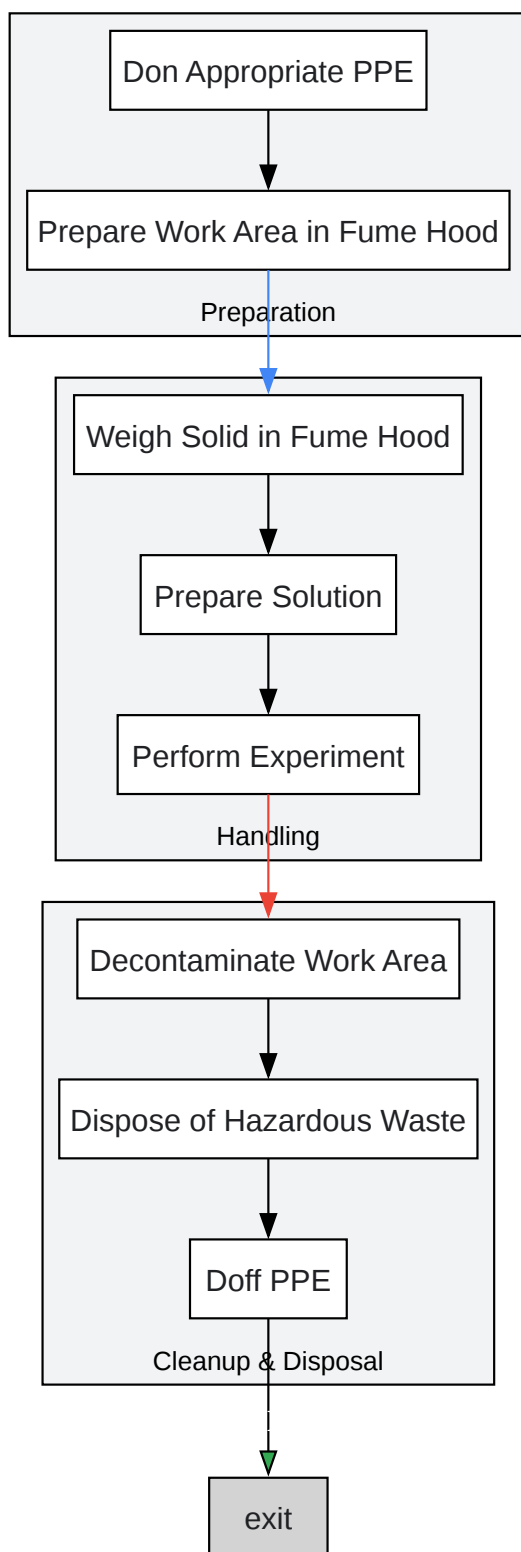 Don Appropriate PPE
Prepare Work Area in Fume Hood
Preparation
Weigh Solid in Fume Hood
Prepare Solution
Perform Experiment
Handling
Decontaminate Work Area
Dispose of Hazardous Waste
Doff PPE
Cleanup & Disposal
exit